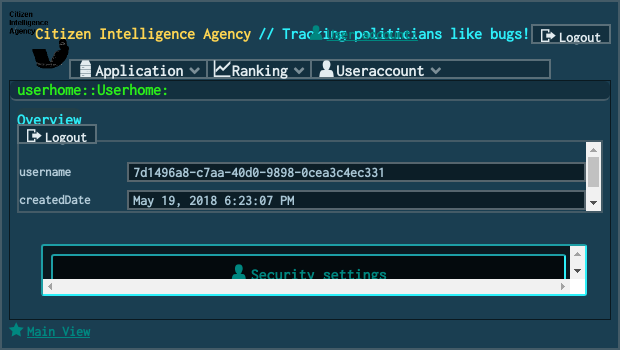 Citizen
Intelligence
Agency
Citizen Intelligence Agency // Tracking politicians like bugs!
Logout
Application
Ranking
Useraccount
userhome::Userhome:
Overview
Logout
username
7d1496a8-c7aa-40d0-9898-0cea3c4ec331
createdDate
May 19, 2018 6:23:07 PM
Security settings
Main View